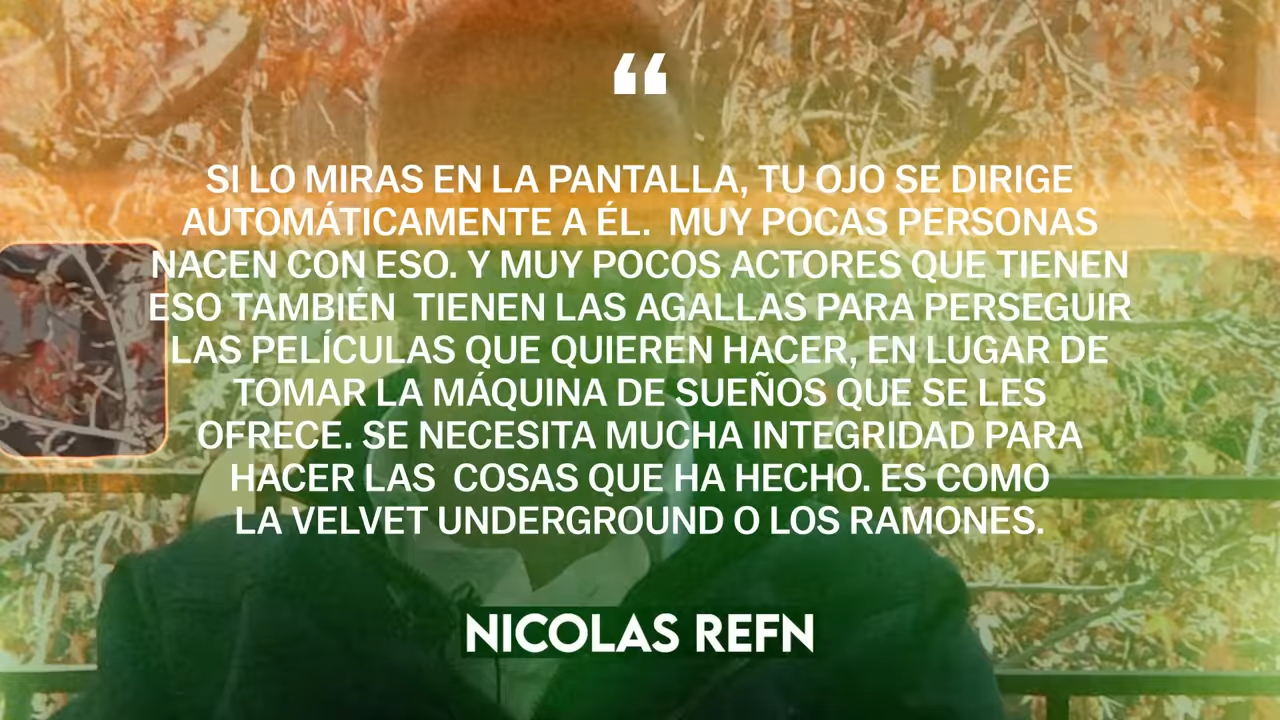 “
SI LO MIRAS EN LA PANTALLA, TU OJO SE DIRIGE
AUTOMÁTICAMENTE A ÉL. MUY POCAS PERSONAS
NACEN CON ESO. Y MUY POCOS ACTORES QUE TIENEN
ESO TAMBIÉN TIENEN LAS AGALLAS PARA PERSEGUIR
LAS PELÍCULAS QUE QUIEREN HACER, EN LUGAR DE
TOMAR LA MÁQUINA DE SUEÑOS QUE SE LES
OFRECE. SE NECESITA MUCHA INTEGRIDAD PARA
HACER LAS COSAS QUE HA HECHO. ES COMO
LA VELVET UNDERGROUND O LOS RAMONES.
NICOLAS REFN